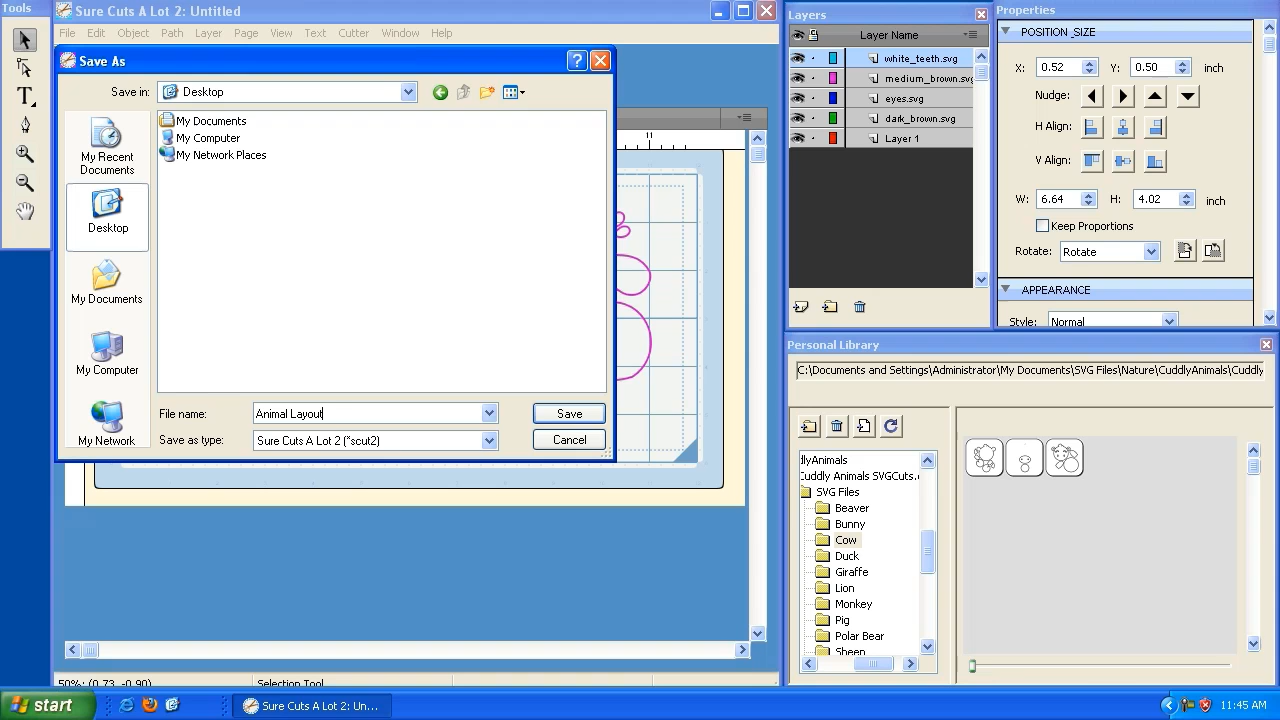 Tools
Sure Cuts A Lot 2: Untitled
File Edit Object Path Layer Page View Text Cutter Window Help
Save As
Save in: Desktop
My Recent
Documents
Desktop
My Documents
My Computer
My Network
My Documents
My Computer
My Network Places
File name: Animal Layout Save
Save as type: Sure Cuts A Lot 2 (*scut2) Cancel
11
50%: (0.73, -0.90) Selection Tool
Layers
Layer Name
white_teeth.svg
medium_brown.svg
eyes.svg
dark_brown.svg
Layer 1
Properties
POSITION_SIZE
X: 0.52 Y: 0.50 inch
Nudge:
H Align:
V Align:
W: 6.64 H: 4.02 inch
Keep Proportions
Rotate: Rotate
APPEARANCE
Style: Normal
Personal Library
C:\Documents and Settings\Administrator\My Documents\SVG Files\Nature\CuddlyAnimals\Cuddly
dlyAnimals
Cuddly Animals SVGCuts.
SVG Files
Beaver
Bunny
Cow
Duck
Giraffe
Lion
Monkey
Pig
Polar Bear
Sheep
start
Sure Cuts A Lot 2: Un...
11:45 AM